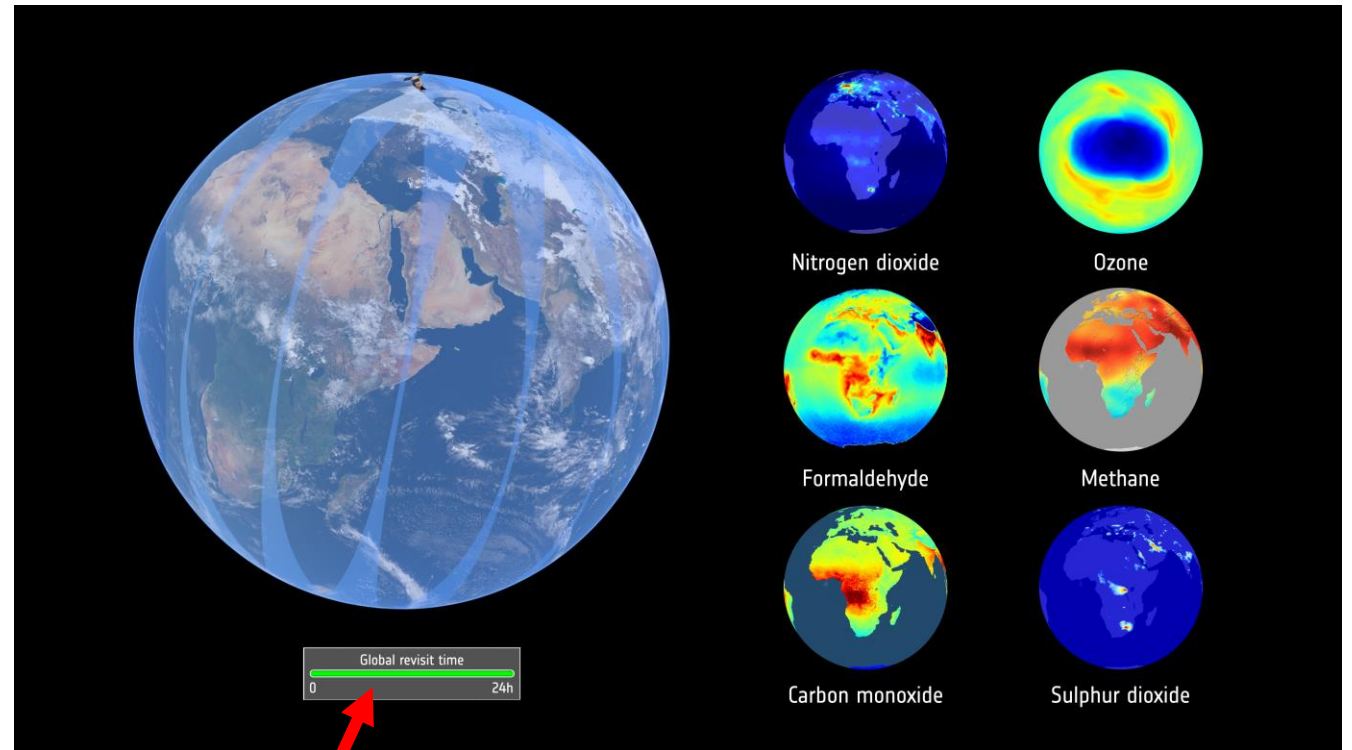 Nitrogen dioxide
Ozone
Formaldehyde
Methane
Carbon monoxide
Sulphur dioxide
Global revisit time
0
24h